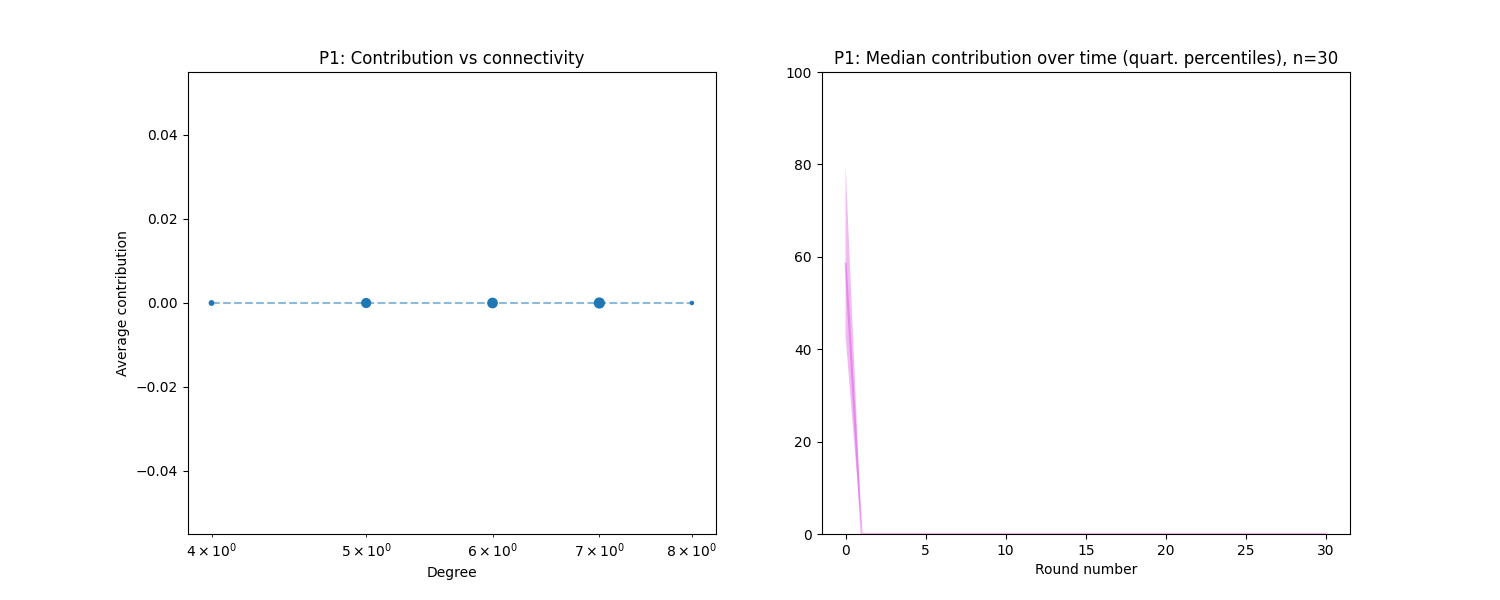 P1: Contribution vs connectivity
0.04
0.02
0.00
−0.02
−0.04
Average contribution
4 × 10⁰ 5 × 10⁰ 6 × 10⁰ 7 × 10⁰ 8 × 10⁰
Degree
P1: Median contribution over time (quart. percentiles), n=30
100
80
60
40
20
0
0 5 10 15 20 25 30
Round number